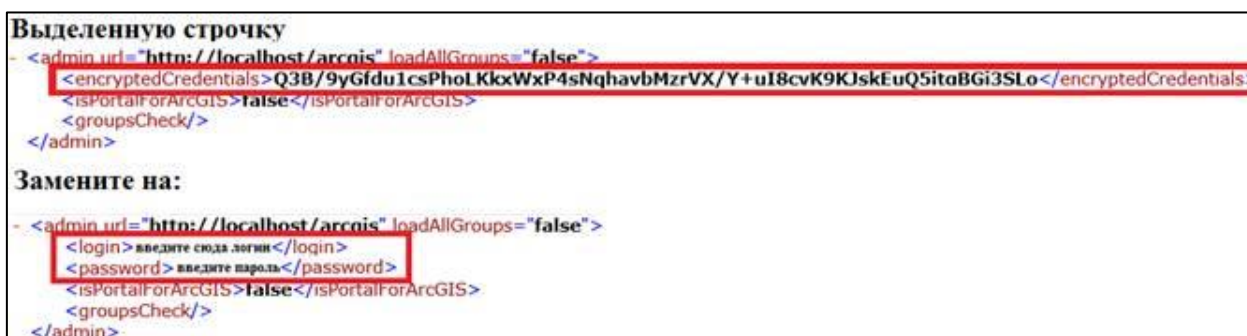 Выделенную строчку
- <admin url="http://localhost/arcgis" loadAllGroups="false">
<encryptedCredentials>Q3B/9yGfdu1csPhoLKkxWxP4sNqhavbMzrVX/Y+uI8cvK9KJskEuQ5itqBGi3SLo</encryptedCredentials>
<isPortalForArcGIS>false</isPortalForArcGIS>
<groupsCheck/>
</admin>
Замените на:
- <admin url="http://localhost/arcgis" loadAllGroups="false">
<login>введите сюда логин</login>
<password>введите пароль</password>
<isPortalForArcGIS>false</isPortalForArcGIS>
<groupsCheck/>
</admin>